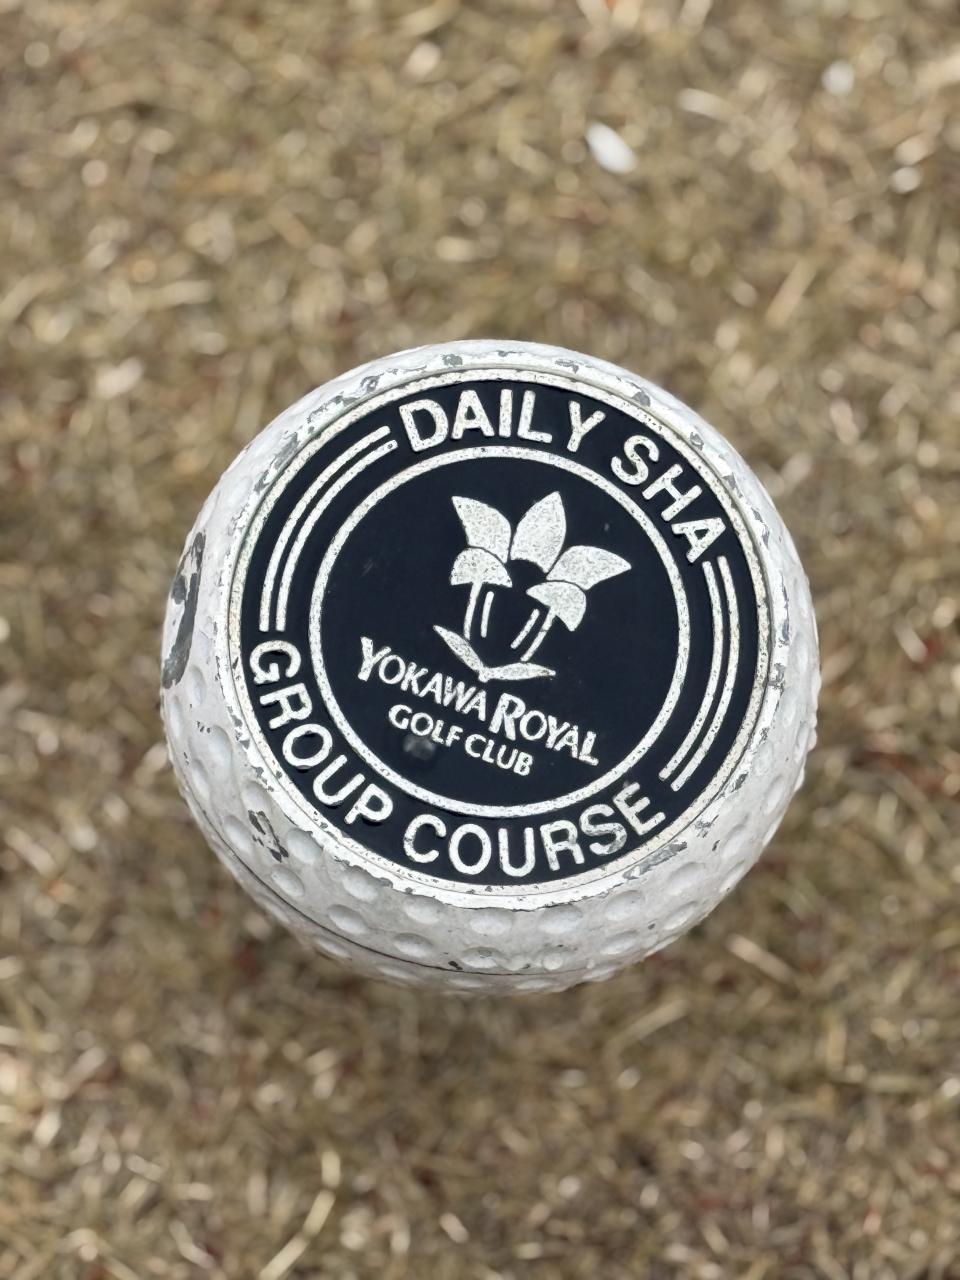 DAILY SHA
YOKAWA ROYAL
GOLF CLUB
GROUP COURSE